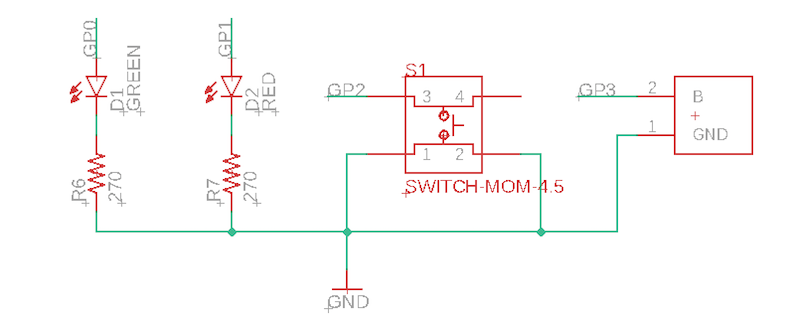 GP0
D1
GREEN
R6
270
GP1
D2
RED
R7
270
S1
GP2
3 4
1 2
SWITCH-MOM-4.5
GND
GP3
2 B
1 GND